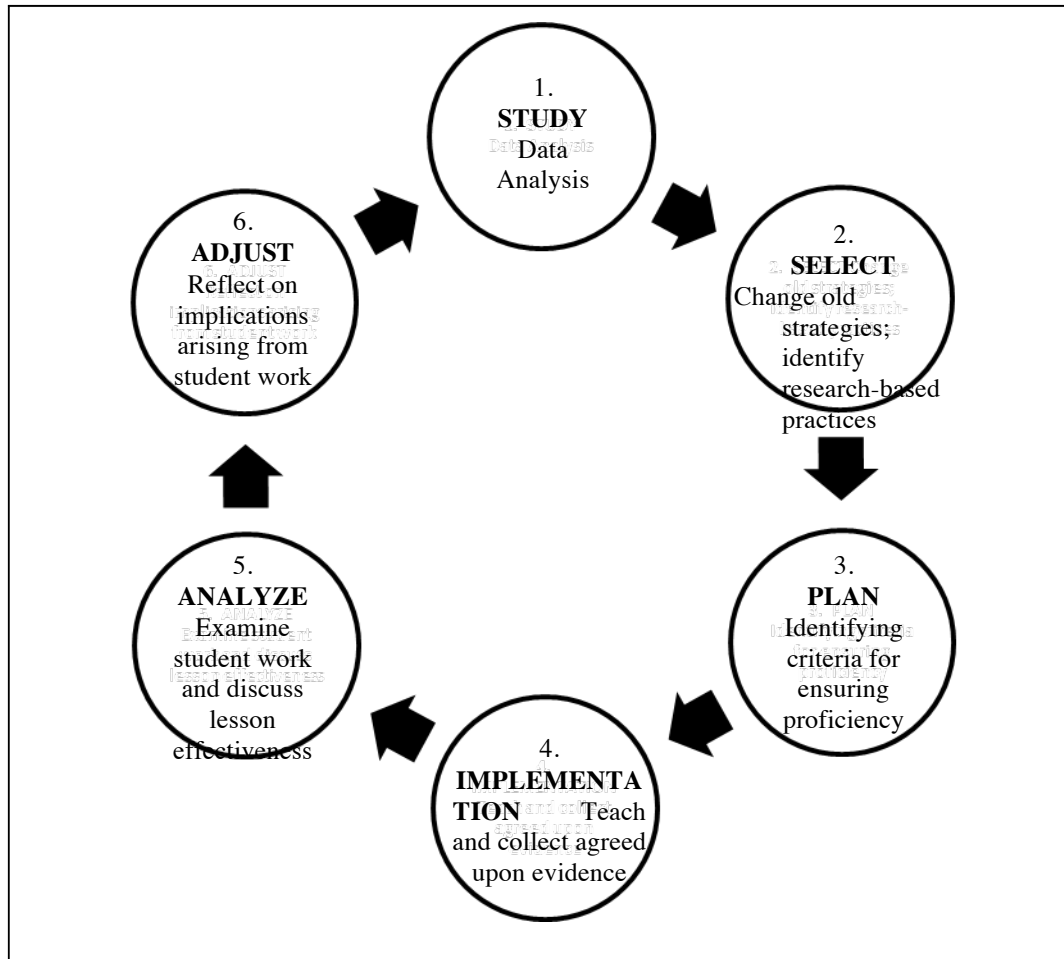 1.
STUDY
Data
Analysis
2.
SELECT
Change old
strategies;
identify
research-based
practices
3.
PLAN
Identifying
criteria for
ensuring
proficiency
4.
IMPLEMENTA
TION Teach
and collect agreed
upon evidence
5.
ANALYZE
Examine
student work
and discuss
lesson
effectiveness
6.
ADJUST
Reflect on
implications
arising from
student work